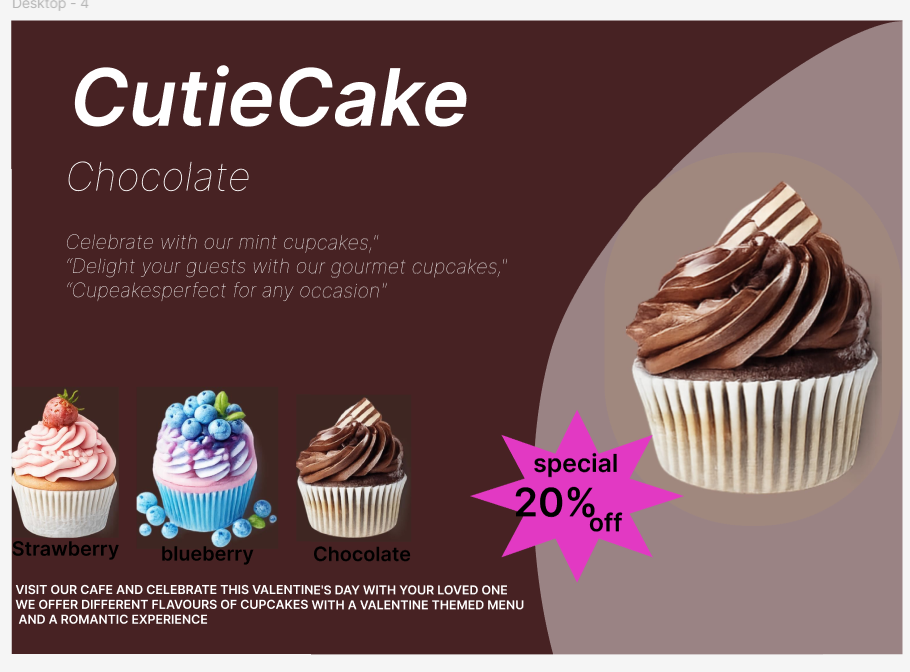 Desktop - 4
CutieCake
Chocolate
Celebrate with our mint cupcakes,"
“Delight your guests with our gourmet cupcakes,"
“Cupeakesperfect for any occasion"
special
20%
off
Strawberry
blueberry
Chocolate
VISIT OUR CAFE AND CELEBRATE THIS VALENTINE'S DAY WITH YOUR LOVED ONE
WE OFFER DIFFERENT FLAVOURS OF CUPCAKES WITH A VALENTINE THEMED MENU
AND A ROMANTIC EXPERIENCE